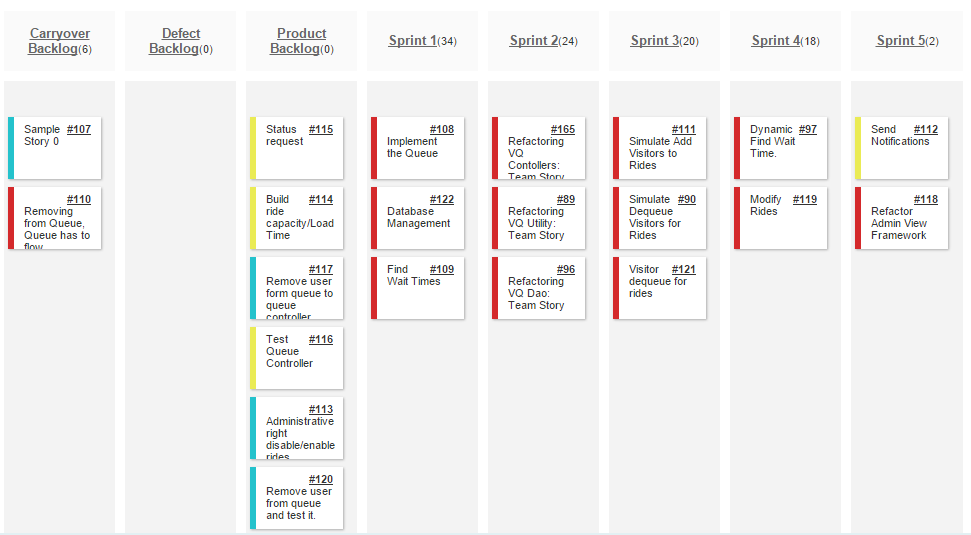 Carryover
Backlog(6)
Defect
Backlog(0)
Product
Backlog(0)
Sprint 1(34)
Sprint 2(24)
Sprint 3(20)
Sprint 4(18)
Sprint 5(2)
Sample #107
Story 0
#110
Removing
from Queue,
Queue has to
flow
Status #115
request
Build #114
ride
capacity/Load
Time
#117
Remove user
form queue to
queue
controller
Test #116
Queue
Controller
#113
Administrative
right
disable/enable
rides
#120
Remove user
from queue
and test it.
#108
Implement
the Queue
#122
Database
Management
Find #109
Wait Times
#165
Refactoring
VQ
Contollers:
Team Story
#89
Refactoring
VQ Utility:
Team Story
#96
Refactoring
VQ Dao:
Team Story
#111
Simulate Add
Visitors to
Rides
Simulate #90
Dequeue
Visitors for
Rides
Visitor #121
dequeue for
rides
Dynamic #97
Find Wait
Time.
Modify #119
Rides
Send #112
Notifications
#118
Refactor
Admin View
Framework